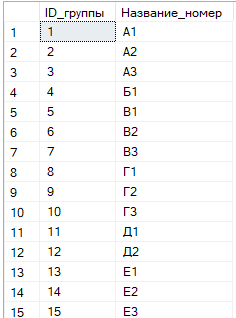 ID_группы Название_номер
1 1 А1
2 2 А2
3 3 А3
4 4 Б1
5 5 В1
6 6 В2
7 7 В3
8 8 Г1
9 9 Г2
10 10 Г3
11 11 Д1
12 12 Д2
13 13 Е1
14 14 Е2
15 15 Е3